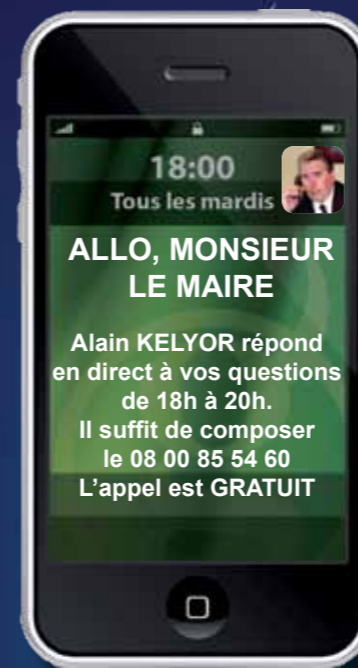 18:00
Tous les mardis
ALLO, MONSIEUR
LE MAIRE
Alain KELYOR répond
en direct à vos questions
de 18h à 20h.
Il suffit de composer
le 08 00 85 54 60
L'appel est GRATUIT